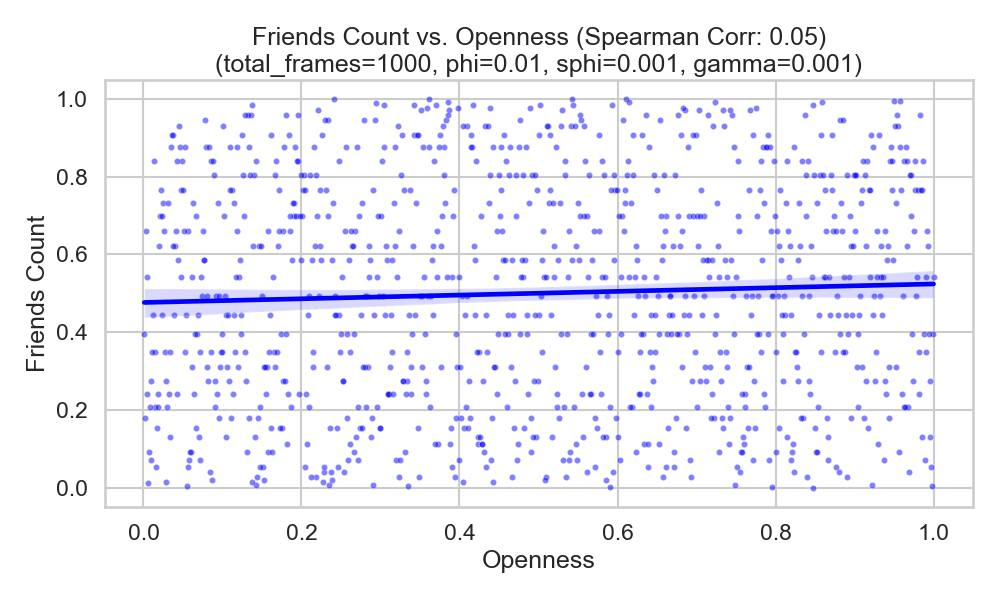 Friends Count vs. Openness (Spearman Corr: 0.05)
(total_frames=1000, phi=0.01, sphi=0.001, gamma=0.001)
1.0
0.8
0.6
0.4
0.2
0.0
Friends Count
0.0 0.2 0.4 0.6 0.8 1.0
Openness